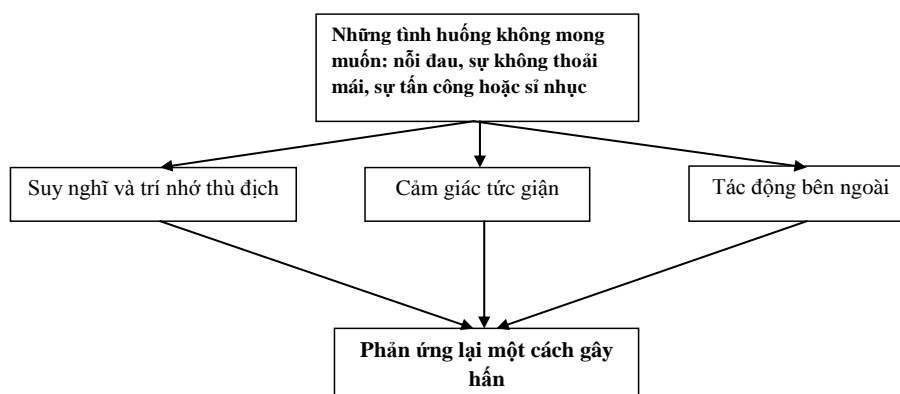 Những tình huống không mong
muốn: nỗi đau, sự không thoải
mái, sự tấn công hoặc sỉ nhục
Suy nghĩ và trí nhớ thù địch
Cảm giác tức giận
Tác động bên ngoài
Phản ứng lại một cách gây
hấn